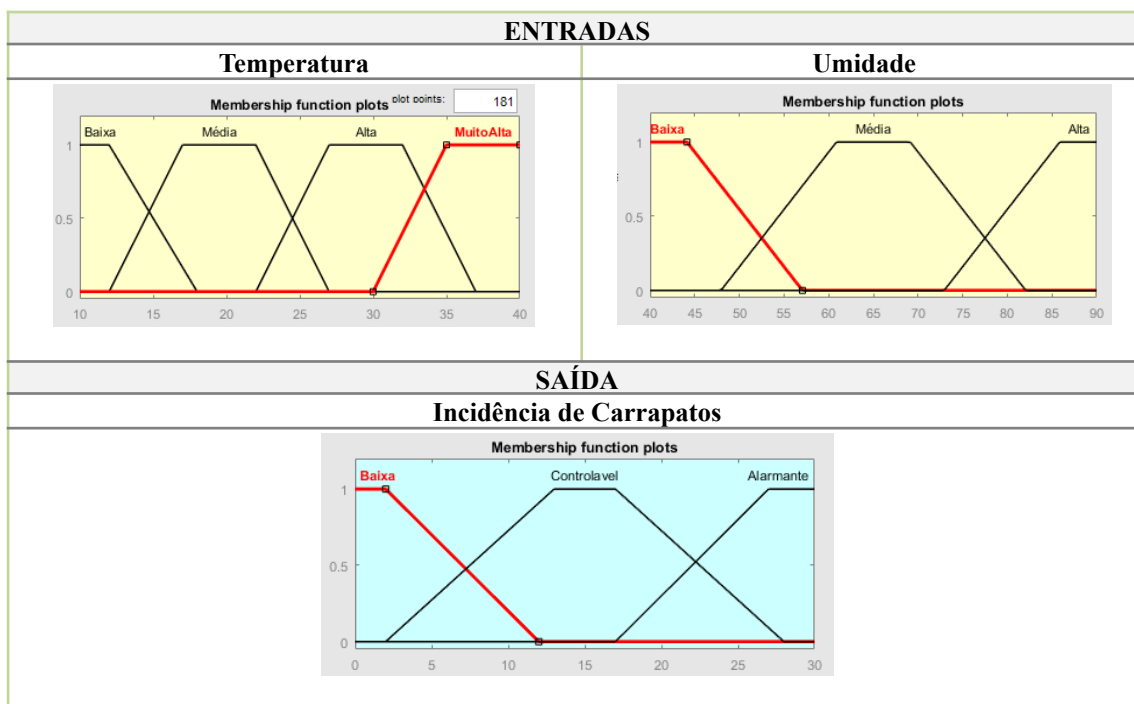 ENTRADAS
Temperatura
Umidade
Membership function plots
plot points:
181
Baixa
Média
Alta
MuitoAlta
1
0.5
0
10
15
20
25
30
35
40
Membership function plots
Baixa
Média
Alta
1
0.5
0
40
45
50
55
60
65
70
75
80
85
90
SAÍDA
Incidência de Carrapatos
Membership function plots
Baixa
Controlavel
Alarmante
1
0.5
0
0
5
10
15
20
25
30